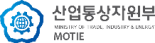 산업통상자원부
MINISTRY OF TRADE, INDUSTRY & ENERGY
MOTIE